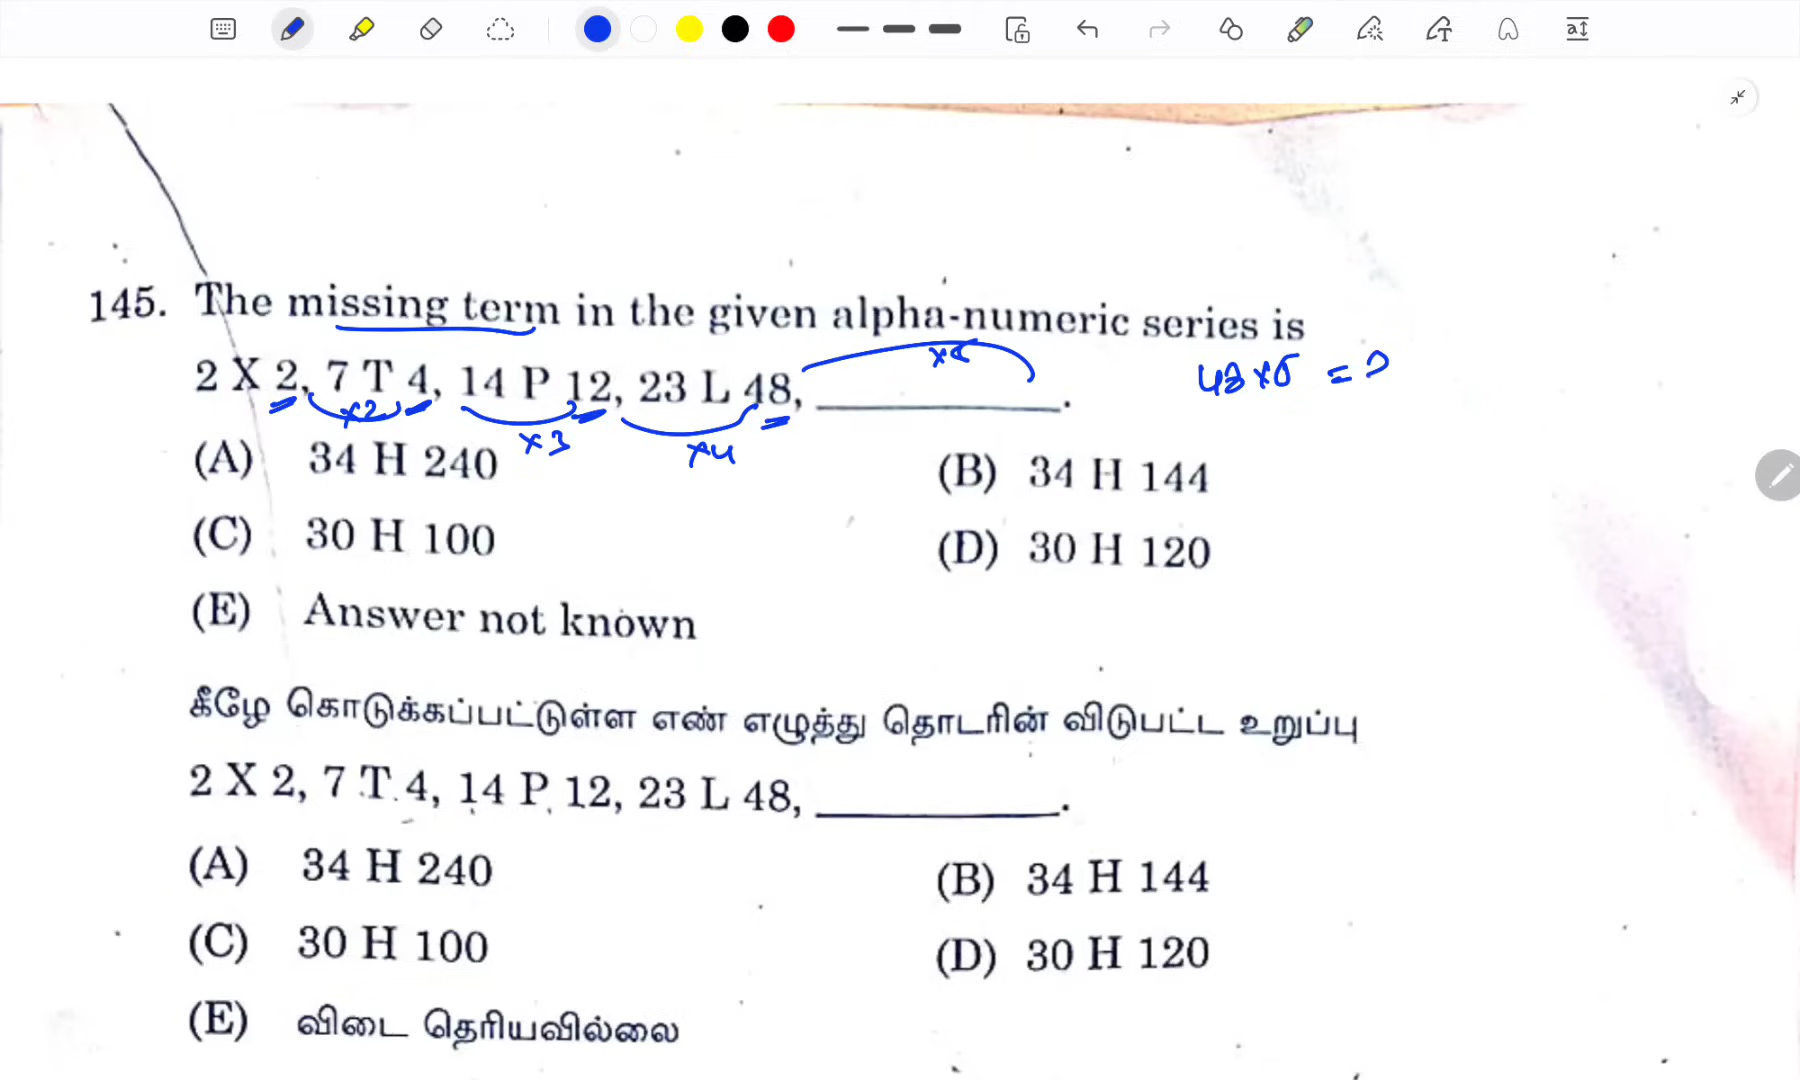 145. The missing term in the given alpha-numeric series is
2 X 2, 7 T 4, 14 P 12, 23 L 48, ____________.
×5
48×5 = ?
×2
×3
×4
(A) 34 H 240
(B) 34 H 144
(C) 30 H 100
(D) 30 H 120
(E) Answer not known
கீழே கொடுக்கப்பட்டுள்ள எண் எழுத்து தொடரின் விடுபட்ட உறுப்பு
2 X 2, 7 T 4, 14 P 12, 23 L 48, ____________.
(A) 34 H 240
(B) 34 H 144
(C) 30 H 100
(D) 30 H 120
(E) விடை தெரியவில்லை